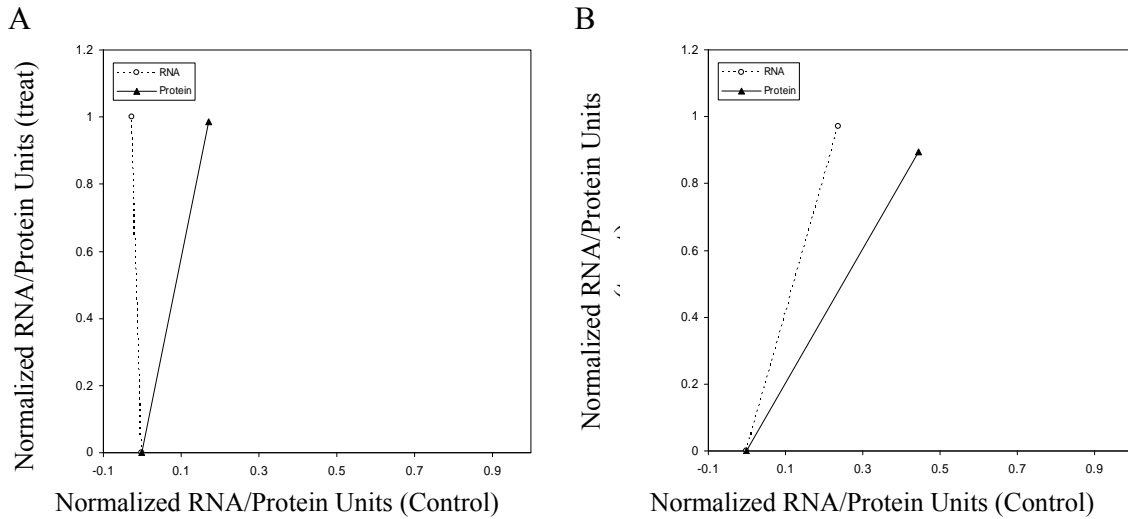 A
B
Normalized RNA/Protein Units (treat)
1.2
1
0.8
0.6
0.4
0.2
0
RNA
Protein
-0.1
0.1
0.3
0.5
0.7
0.9
Normalized RNA/Protein Units (Control)
Normalized RNA/Protein Units
1.2
1
0.8
0.6
0.4
0.2
0
RNA
Protein
-0.1
0.1
0.3
0.5
0.7
0.9
Normalized RNA/Protein Units (Control)